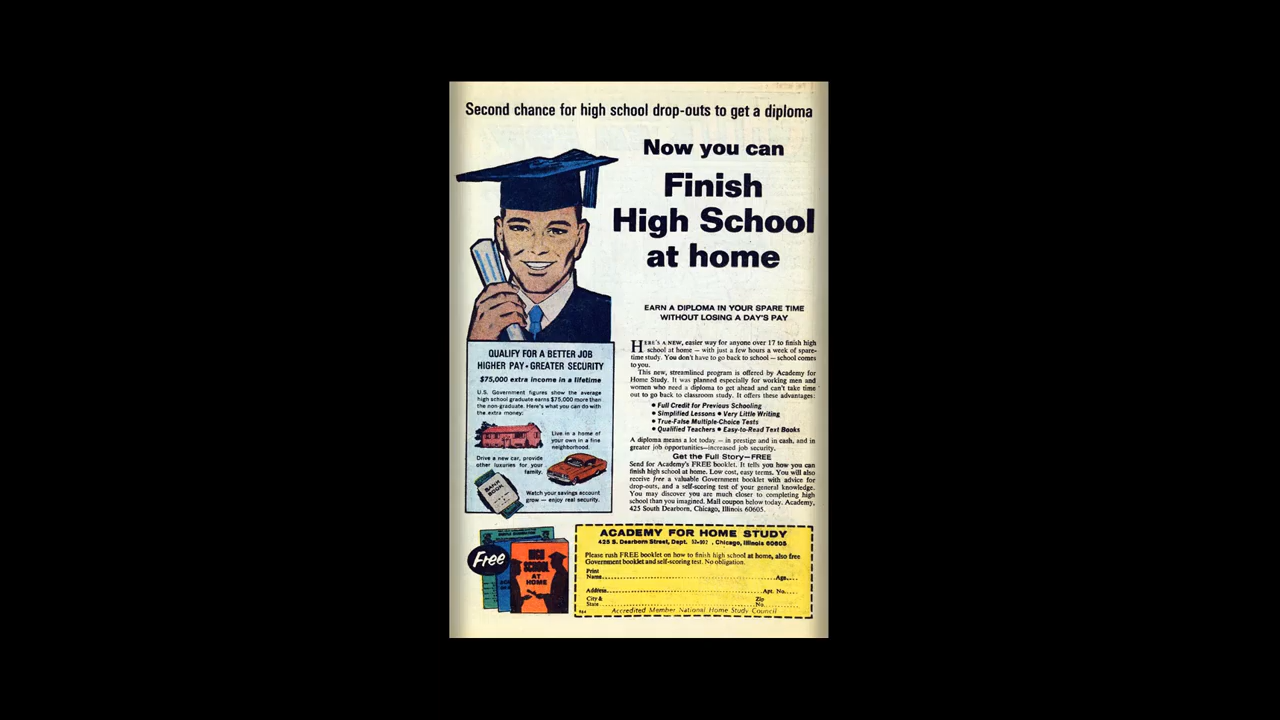 Second chance for high school drop-outs to get a diploma
Now you can
Finish
High School
at home
EARN A DIPLOMA IN YOUR SPARE TIME
WITHOUT LOSING A DAY'S PAY
QUALIFY FOR A BETTER JOB
HIGHER PAY • GREATER SECURITY
$75,000 extra income in a lifetime
U.S. Government figures show the average
high school graduate earns $75,000 more than
the non-graduate. Here's what you can do with
the extra money:
Live in a home of
your own in a fine
neighborhood.
Drive a new car, provide
other luxuries for your
family.
BANK
BOOK
Watch your savings account
grow — enjoy real security.
HERE'S A NEW, easier way for anyone over 17 to finish high
school at home — with just a few hours a week of spare-
time study. You don't have to go back to school — school comes
to you.
This new, streamlined program is offered by Academy for
Home Study. It was planned especially for working men and
women who need a diploma to get ahead and can't take time
out to go back to classroom study. It offers these advantages:
• Full Credit for Previous Schooling
• Simplified Lessons • Very Little Writing
• True-False Multiple-Choice Tests
• Qualified Teachers • Easy-to-Read Text Books
A diploma means a lot today — in prestige and in cash, and in
greater job opportunities—increased job security.
Get the Full Story—FREE
Send for Academy's FREE booklet. It tells you how you can
finish high school at home. Low cost, easy terms. You will also
receive free a valuable Government booklet with advice for
drop-outs, and a self-scoring test of your general knowledge.
You may discover you are much closer to completing high
school than you imagined. Mail coupon below today. Academy,
425 South Dearborn, Chicago, Illinois 60605.
Free
HIGH
SCHOOL
AT
HOME
ACADEMY FOR HOME STUDY
425 S. Dearborn Street, Dept. , Chicago, Illinois 60605
Please rush FREE booklet on how to finish high school at home, also free
Government booklet and self-scoring test. No obligation.
Print
Name Age
Address Apt. No.
City & Zip
State No.
Accredited Member National Home Study Council